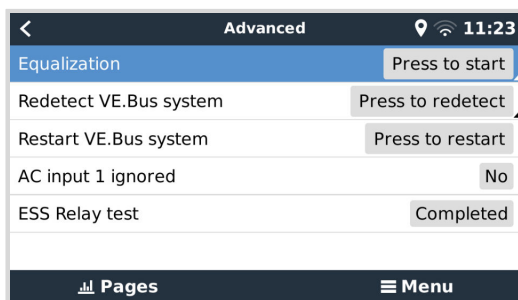 Advanced 11:23
Equalization Press to start
Redetect VE.Bus system Press to redetect
Restart VE.Bus system Press to restart
AC input 1 ignored No
ESS Relay test Completed
Pages Menu